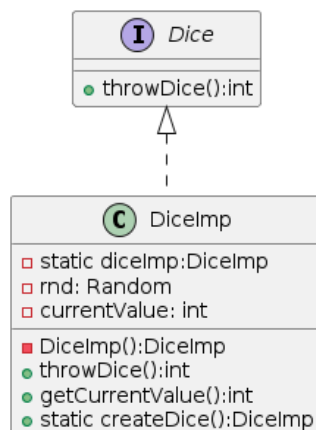 I Dice
throwDice():int
C DiceImp
static diceImp:DiceImp
rnd: Random
currentValue: int
DiceImp():DiceImp
throwDice():int
getCurrentValue():int
static createDice():DiceImp